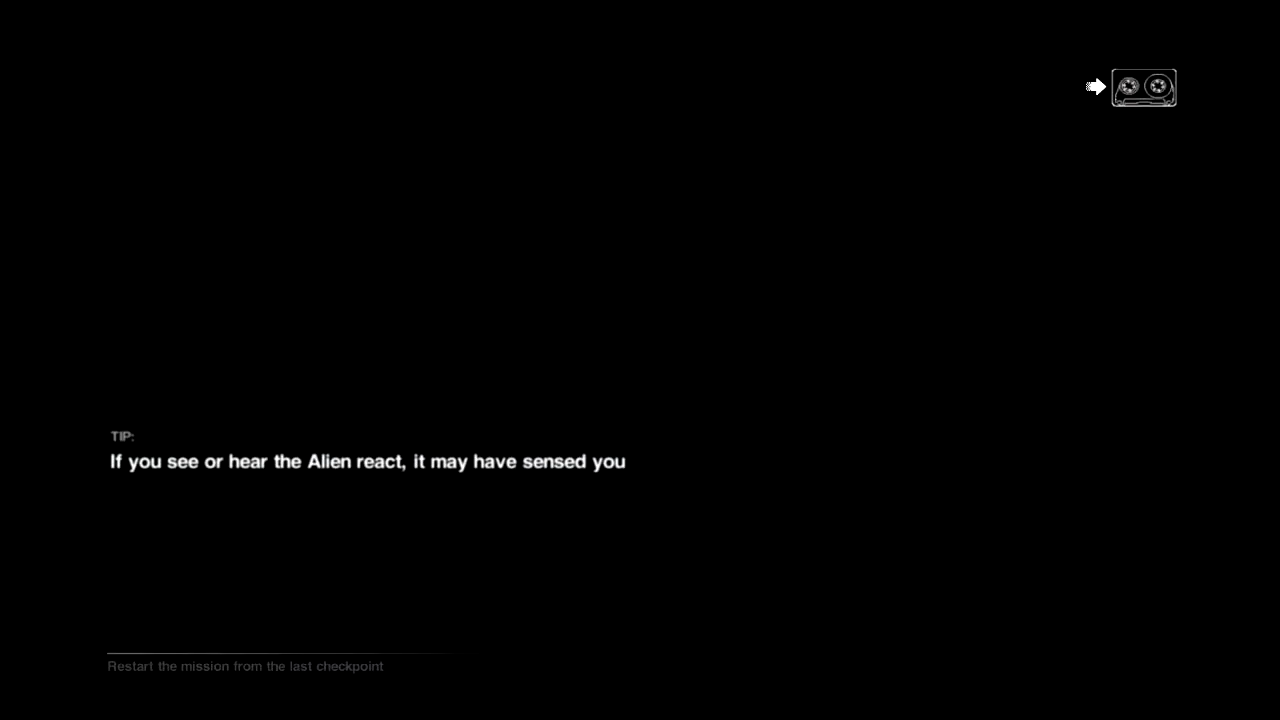 TIP:
If you see or hear the Alien react, it may have sensed you
Restart the mission from the last checkpoint